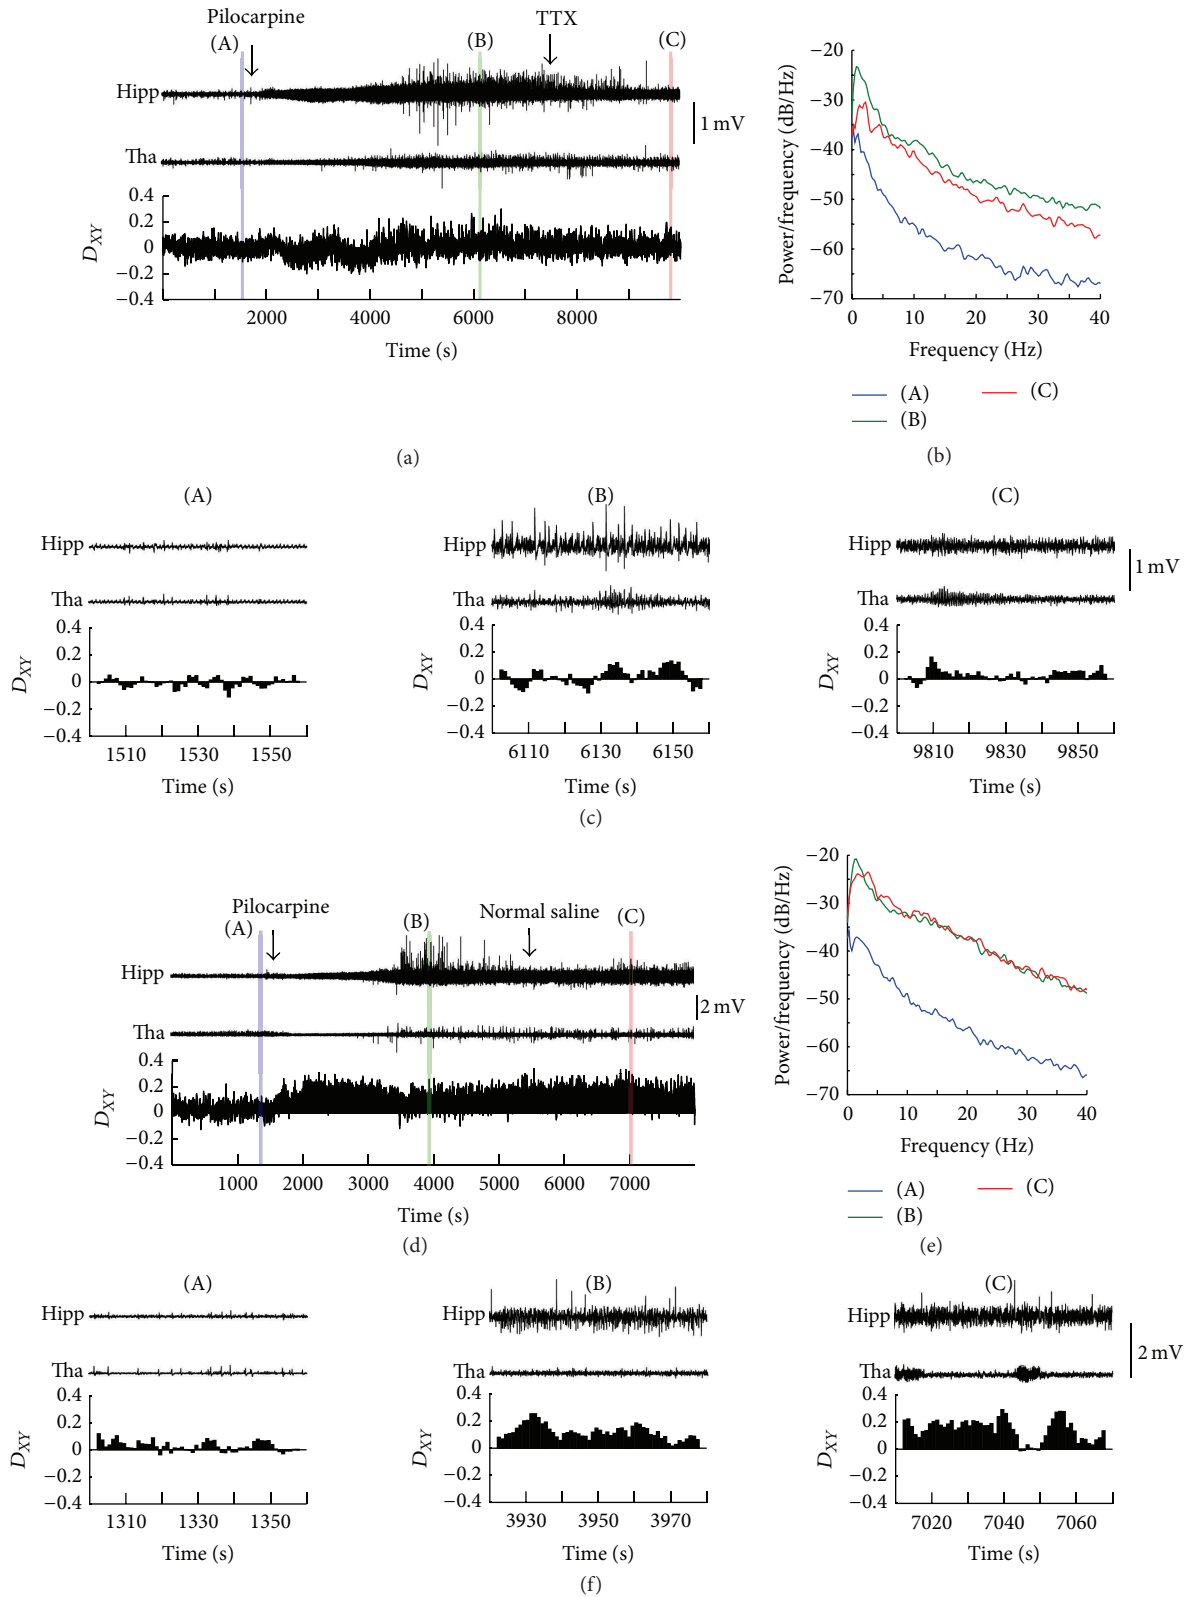 Pilocarpine
TTX
(A)
(B)
(C)
Hipp
1 mV
Tha
0.4
0.2
0
−0.2
−0.4
D_XY
2000
4000
6000
8000
Time (s)
(a)
−20
−30
−40
−50
−60
−70
Power/frequency (dB/Hz)
0
10
20
30
40
Frequency (Hz)
(A)
(C)
(B)
(b)
(A)
Hipp
Tha
0.4
0.2
0
−0.2
−0.4
D_XY
1510
1530
1550
Time (s)
(B)
Hipp
Tha
0.4
0.2
0
−0.2
−0.4
D_XY
6110
6130
6150
Time (s)
(C)
Hipp
1 mV
Tha
0.4
0.2
0
−0.2
−0.4
D_XY
9810
9830
9850
Time (s)
(c)
Pilocarpine
Normal saline
(A)
(B)
(C)
Hipp
2 mV
Tha
0.4
0.2
0
−0.2
−0.4
D_XY
1000
2000
3000
4000
5000
6000
7000
Time (s)
(d)
−20
−30
−40
−50
−60
−70
Power/frequency (dB/Hz)
0
10
20
30
40
Frequency (Hz)
(A)
(C)
(B)
(e)
(A)
Hipp
Tha
0.4
0.2
0
−0.2
−0.4
D_XY
1310
1330
1350
Time (s)
(B)
Hipp
Tha
0.4
0.2
0
−0.2
−0.4
D_XY
3930
3950
3970
Time (s)
(C)
Hipp
2 mV
Tha
0.4
0.2
0
−0.2
−0.4
D_XY
7020
7040
7060
Time (s)
(f)